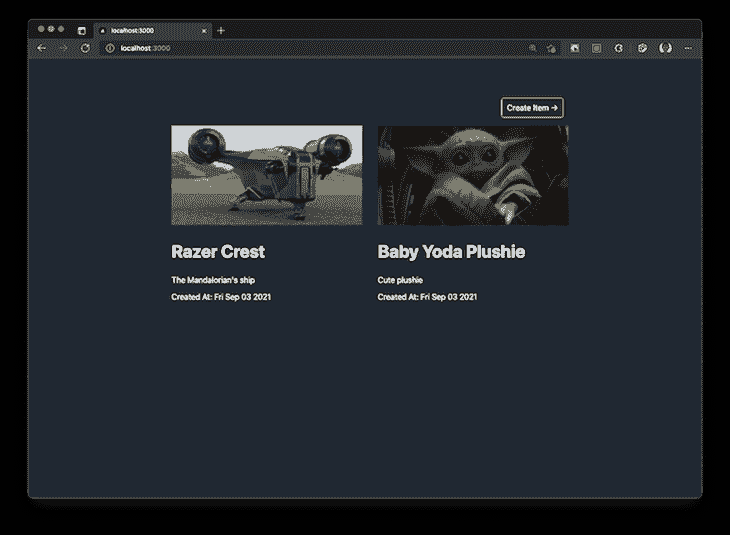 localhost:3000
localhost:3000
Create Item →
Razer Crest
Baby Yoda Plushie
The Mandalorian's ship
Cute plushie
Created At: Fri Sep 03 2021
Created At: Fri Sep 03 2021